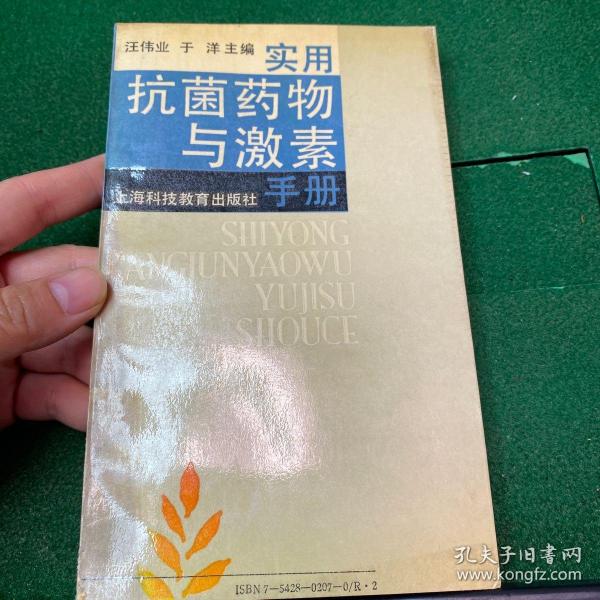 汪伟业 于 洋 主编 实用
抗菌药物
与激素
上海科技教育出版社 手册
SHIYONG
KANGJUNYAOWU
YUJISU
SHOUCE
ISBN 7—5428—0207—0/R·2
孔夫子旧书网
www.kongfz.com